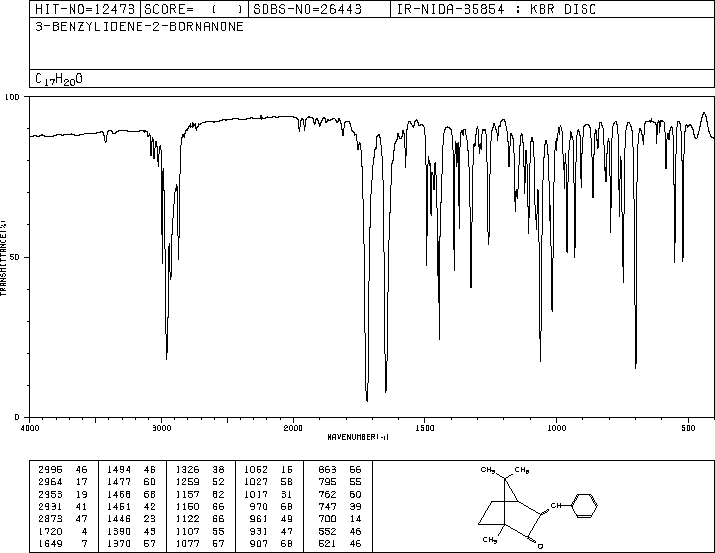 HIT-NO=12473 SCORE= ( ) SDBS-NO=26443 IR-NIDA-35854 : KBR DISC
3-BENZYLIDENE-2-BORNANONE
C17H20O
100
50
0
TRANSMITTANCE(%)
4000 3000 2000 1500 1000 500
WAVENUMBER(-1)
2995 46 1494 46 1326 38 1062 16 863 66
2964 17 1477 60 1259 52 1027 58 795 55
2953 19 1468 66 1157 62 1017 31 762 60
2931 41 1451 42 1150 66 970 68 747 39
2873 47 1446 23 1122 66 961 49 700 14
1720 4 1390 43 1107 55 931 47 552 46
1649 7 1370 57 1077 57 907 68 521 46
CH3 CH3
CH
CH3
O